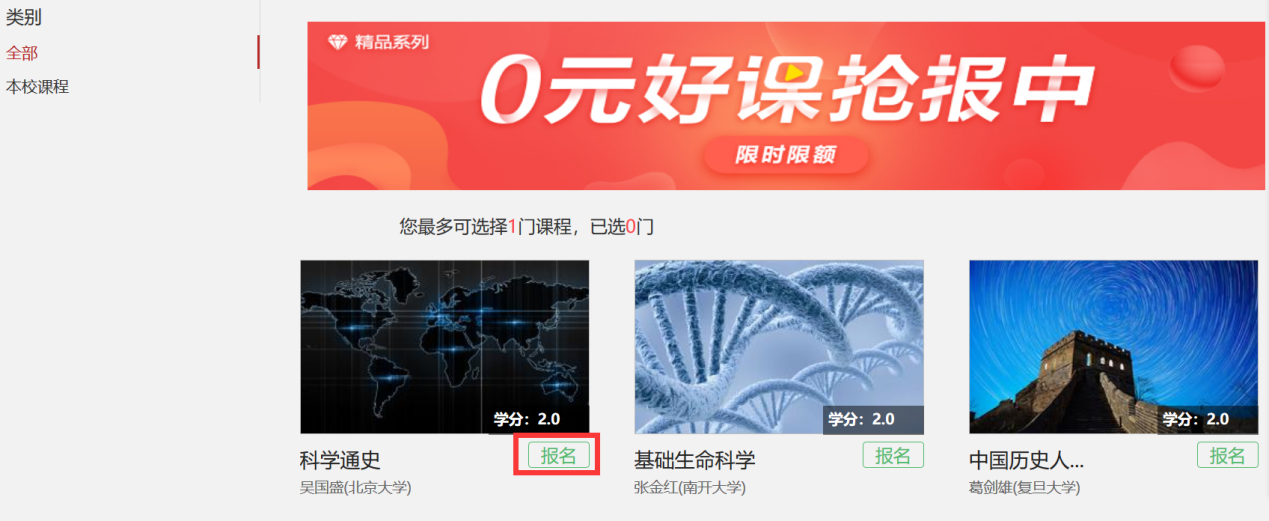 类别
全部
本校课程
精品系列
0元好课抢报中
限时限额
您最多可选择1门课程，已选0门
学分：2.0
科学通史
报名
吴国盛(北京大学)
学分：2.0
基础生命科学
报名
张金红(南开大学)
学分：2.0
中国历史人...
报名
葛剑雄(复旦大学)